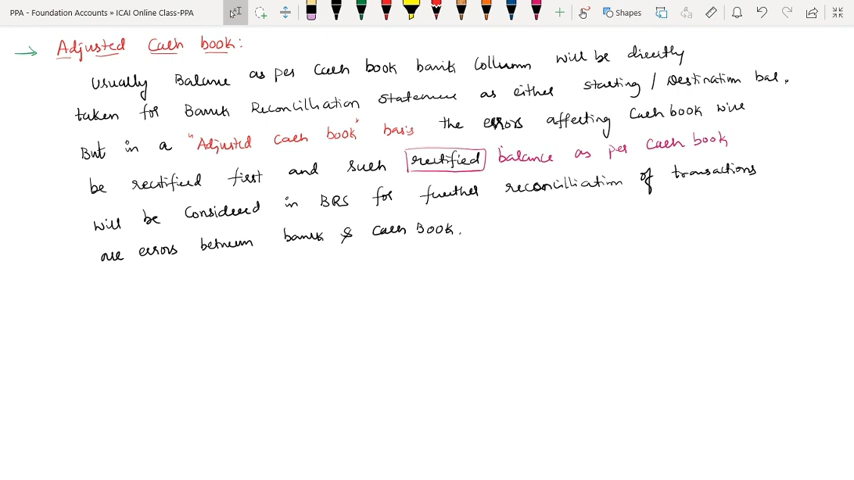 PPA - Foundation Accounts » ICAI Online Class-PPA
Shapes
Adjusted Cash book:
Usually Balance as per Cash book bank Column will be directly
taken for Bank Reconcilliation Statement as either starting / Destination bal.
But in a "Adjusted Cash book" basis the errors affecting Cash book will
be rectified first and such rectified balance as per Cash book
will be Considered in BRS for further reconcilliation of transactions
errors between bank & Cash Book.